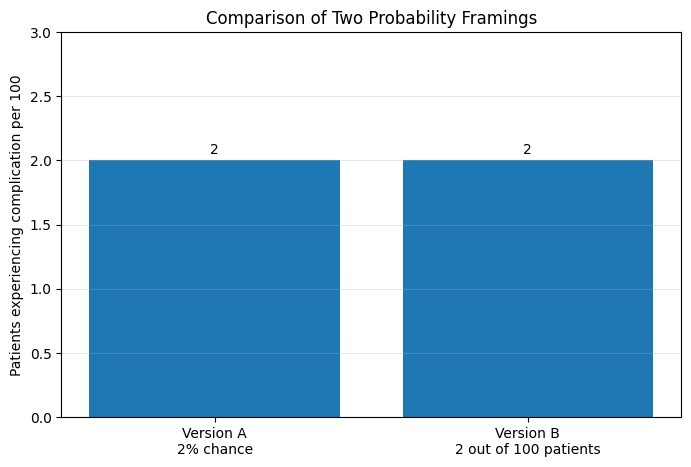 Comparison of Two Probability Framings
Patients experiencing complication per 100
3.0
2.5
2.0
1.5
1.0
0.5
0.0
2
2
Version A
2% chance
Version B
2 out of 100 patients